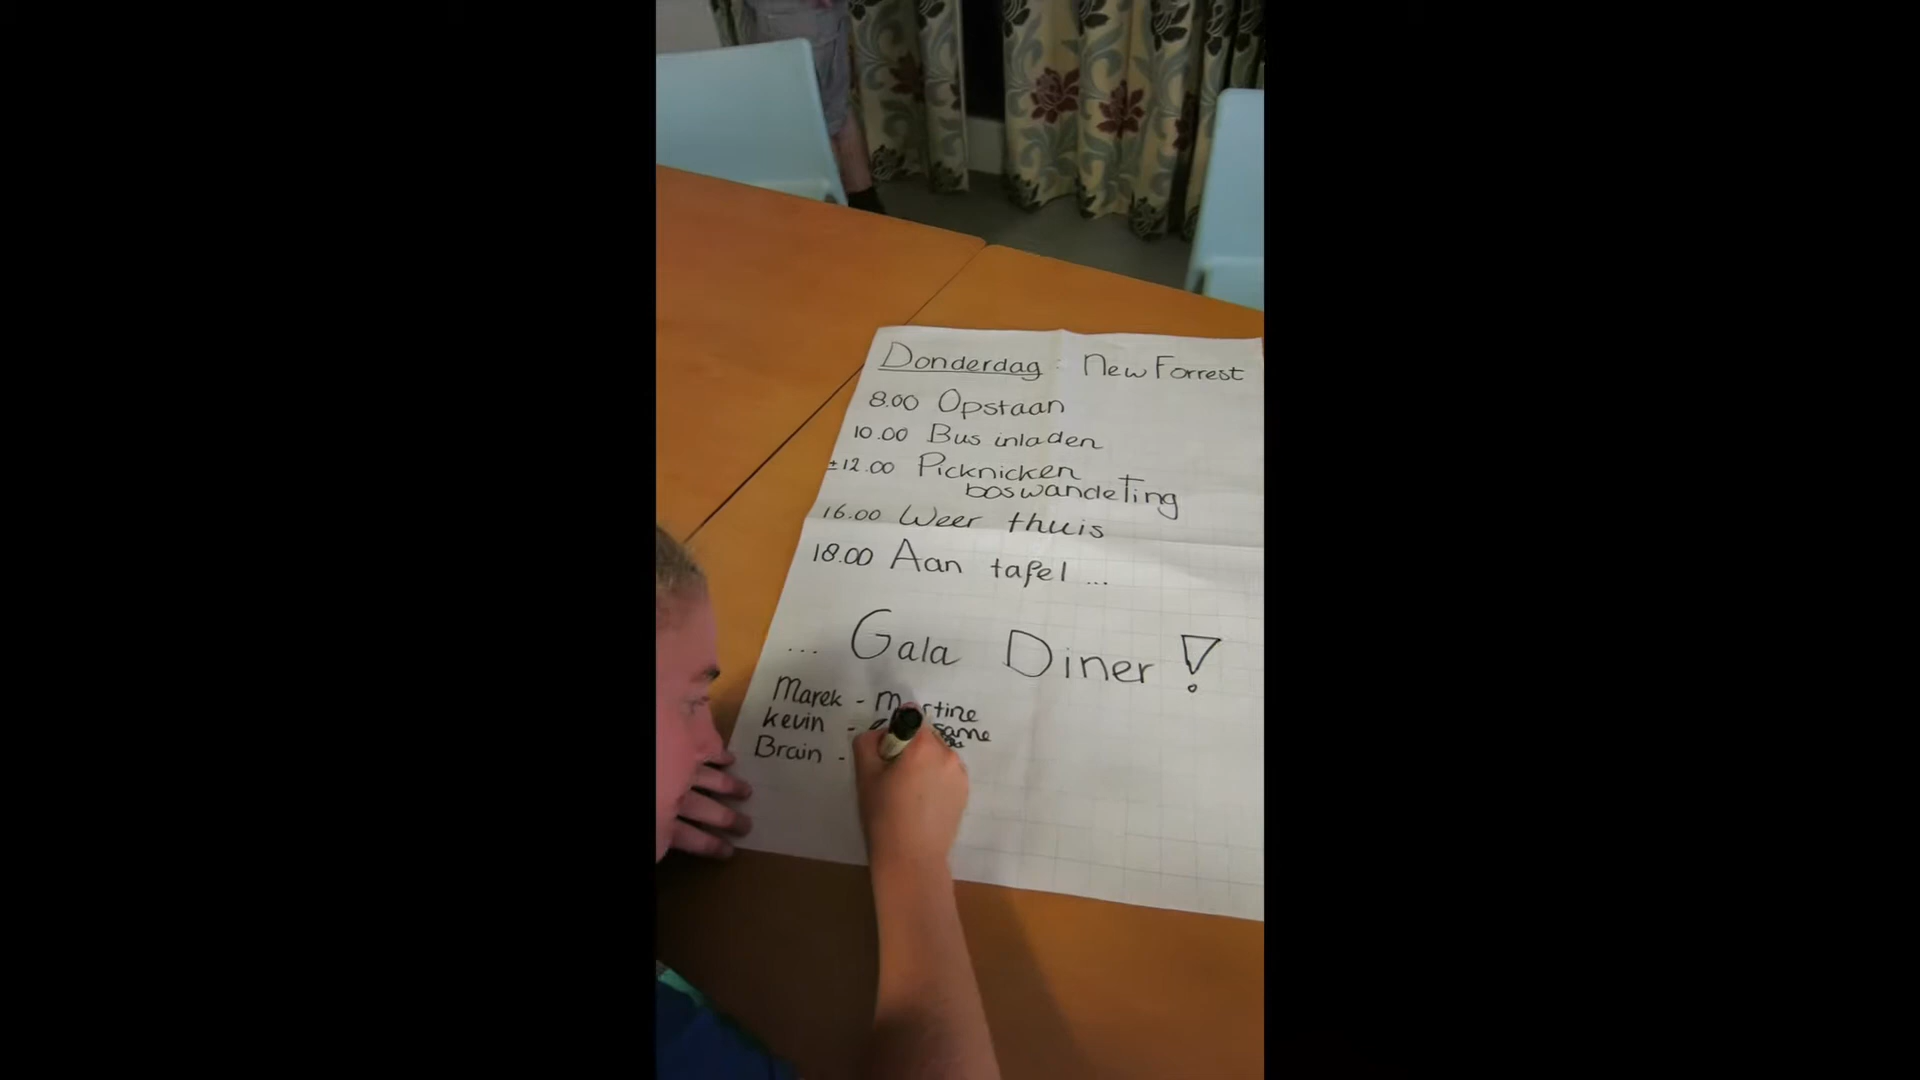 Donderdag : New Forrest
8.00 Opstaan
10.00 Bus inladen
±12.00 Picknicken +
boswandeling
16.00 Weer thuis
18.00 Aan tafel ...
... Gala Diner !
Marek - Martine
kevin -
Brain -